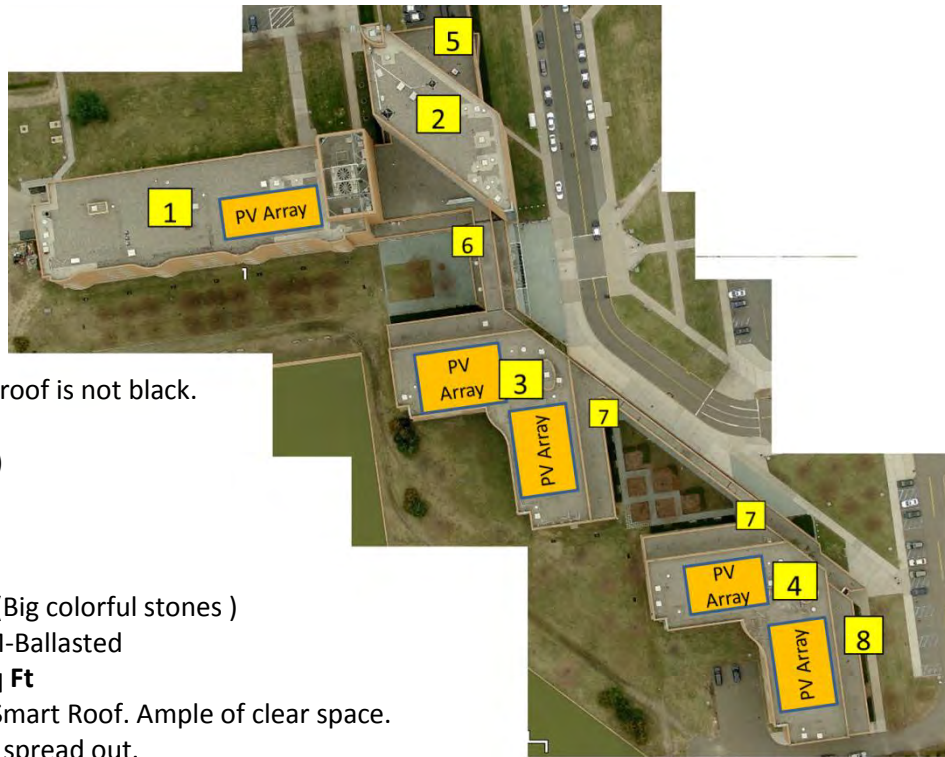 5
2
1
PV Array
6
1
PV
Array
3
roof is not black.
PV Array
7
)
7
PV
Array
4
(Big colorful stones )
PV Array
8
-Ballasted
Ft
Smart Roof. Ample of clear space.
spread out.